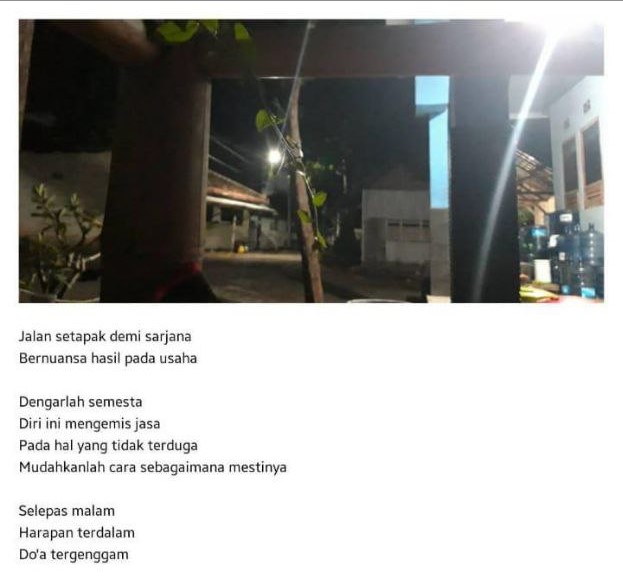 Jalan setapak demi sarjana
Bernuansa hasil pada usaha
Dengarlah semesta
Diri ini mengemis jasa
Pada hal yang tidak terduga
Mudahkanlah cara sebagaimana mestinya
Selepas malam
Harapan terdalam
Do'a tergenggam